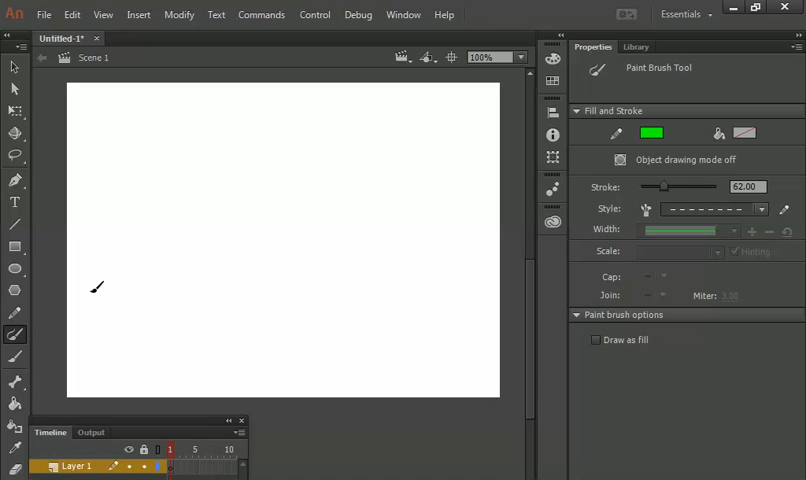 An File Edit View Insert Modify Text Commands Control Debug Window Help Essentials
Untitled-1* ×
Scene 1 100%
Properties Library
Paint Brush Tool
Fill and Stroke
Object drawing mode off
Stroke: 62.00
Style:
Width:
Scale: Hinting
Cap:
Join: Miter: 3.00
Paint brush options
Draw as fill
Timeline Output
1 5 10
Layer 1